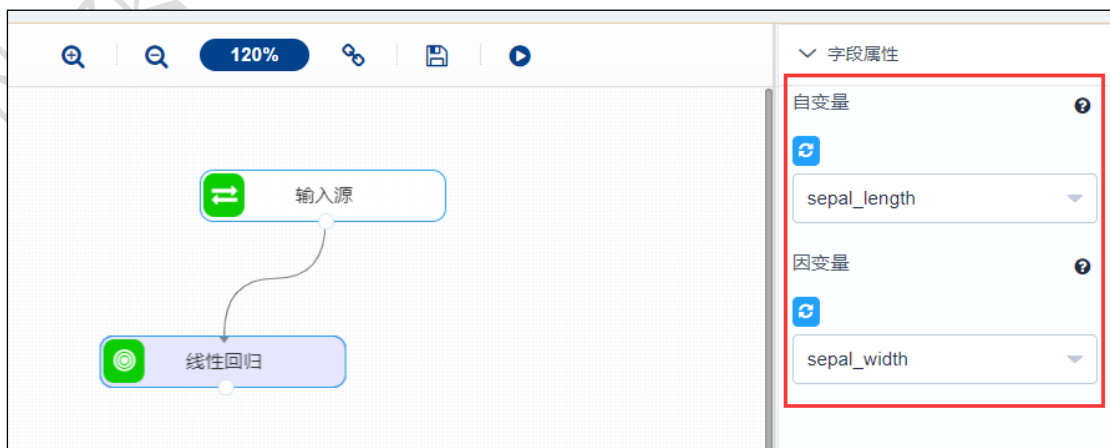 120%
字段属性
自变量
sepal_length
输入源
因变量
sepal_width
线性回归